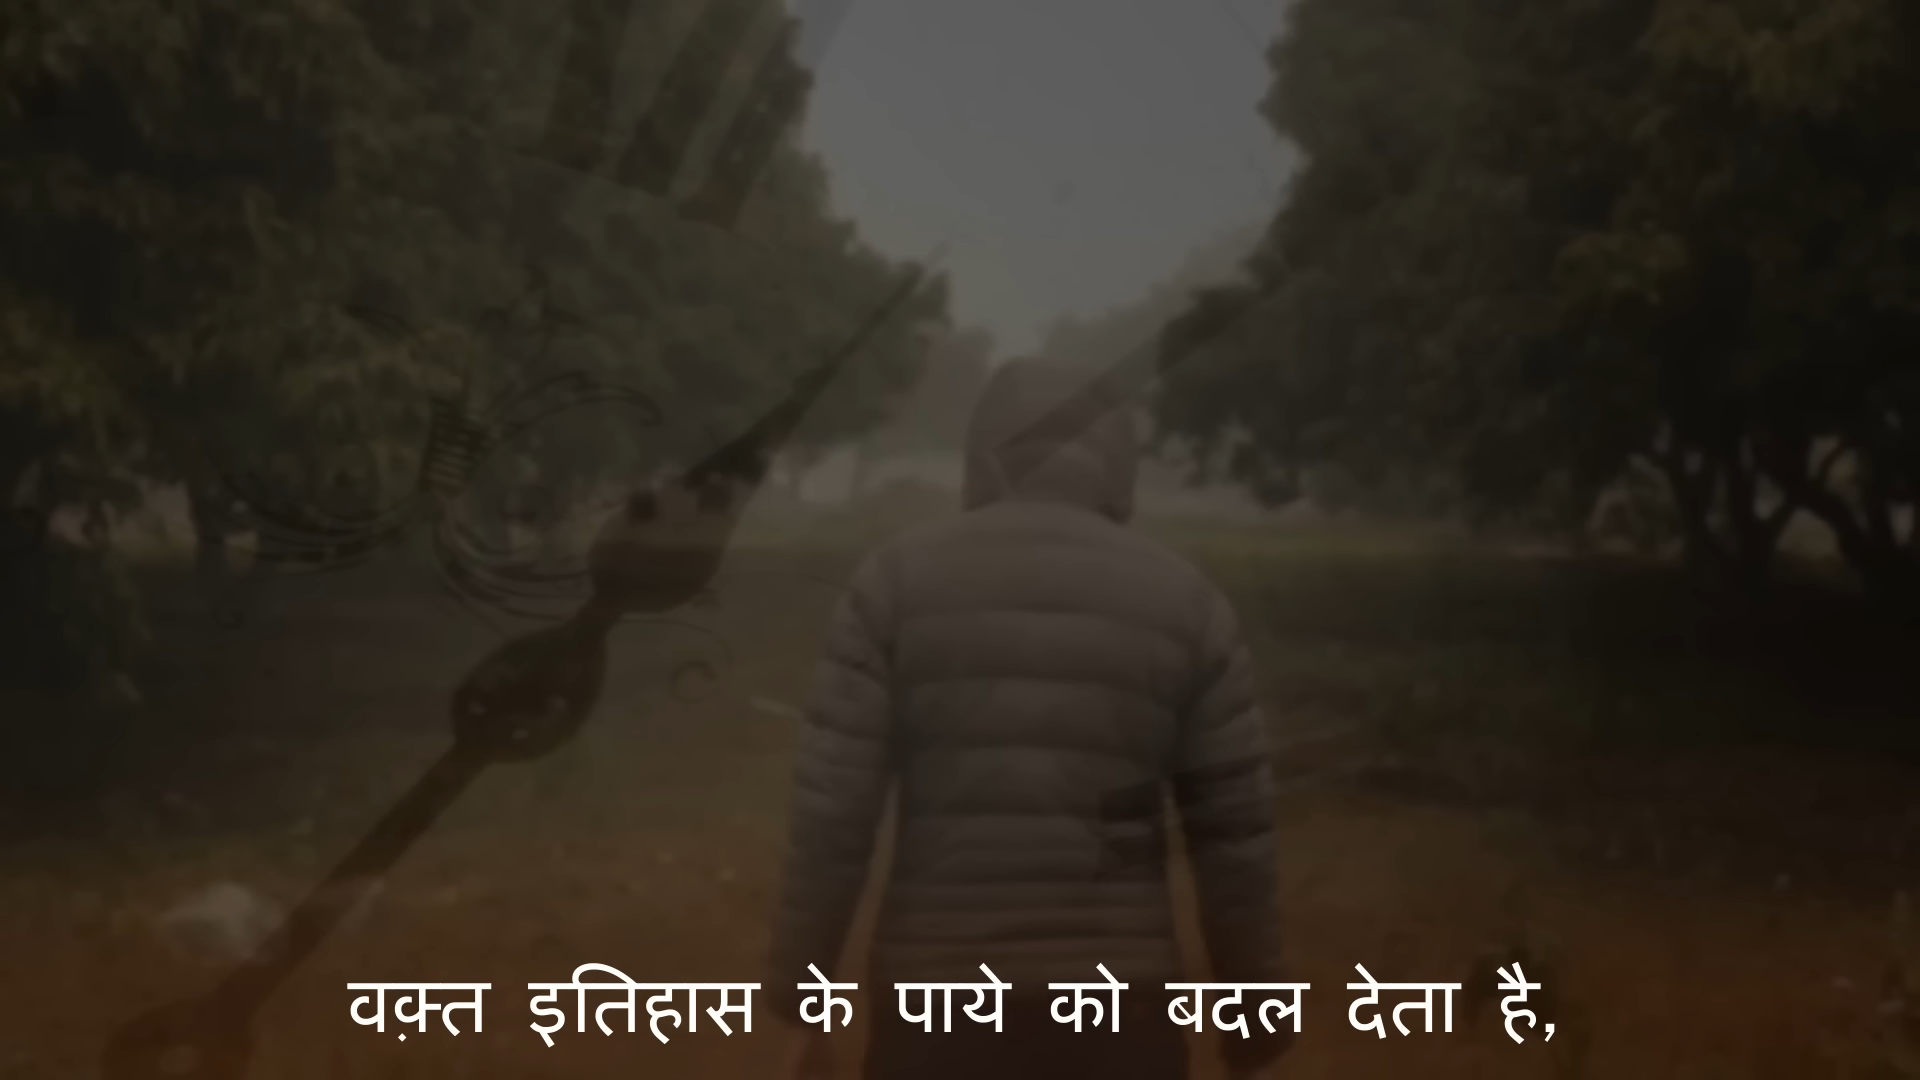 वक़्त इतिहास के पाये को बदल देता है,